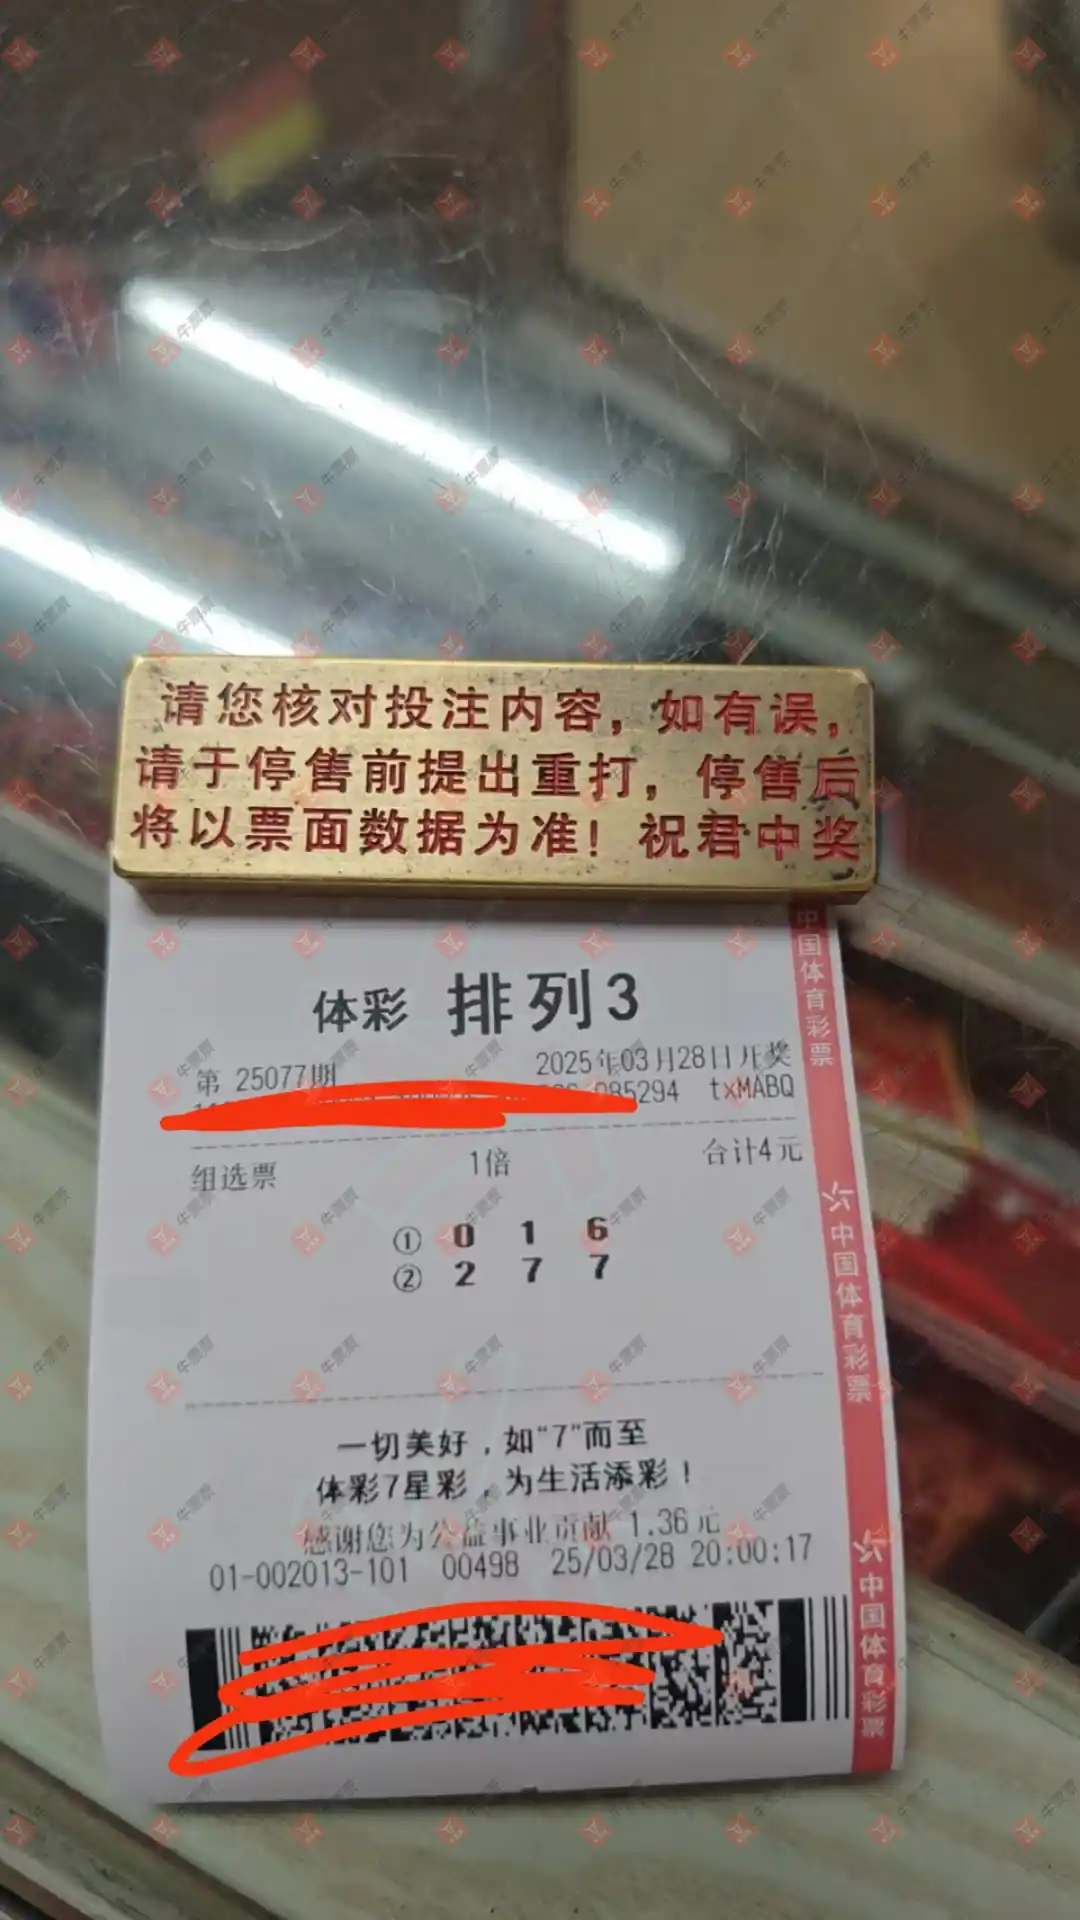 请您核对投注内容，如有误，
请于停售前提出重打，停售后
将以票面数据为准！祝君中奖
中国体育彩票
体彩 排列3
第 25077期 2025年03月28日开奖
85294 txMABQ
组选票 1倍 合计4元
① 0 1 6
② 2 7 7
中国体育彩票
一切美好，如“7”而至
体彩7星彩，为生活添彩！
感谢您为公益事业贡献 1.36元
01-002013-101 00498 25/03/28 20:00:17
中国体育彩票
牛票票